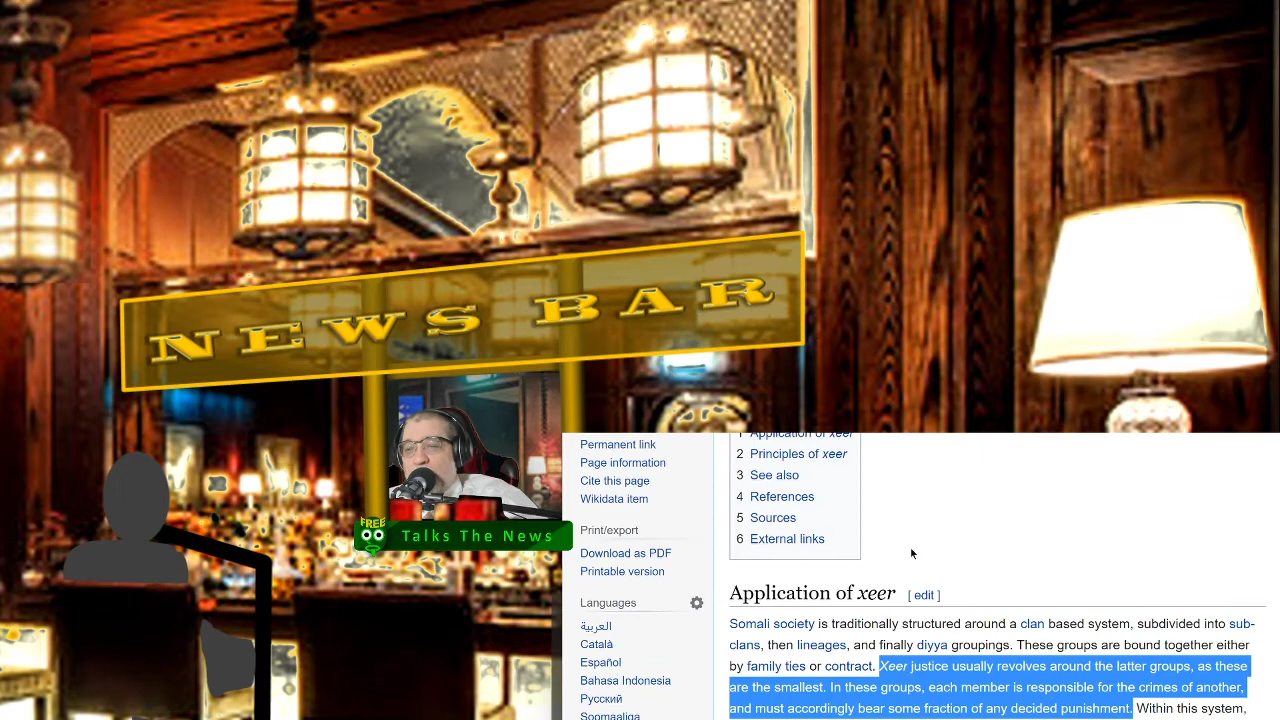 NEWS BAR
FREE
Talks The News
Permanent link
Page information
Cite this page
Wikidata item
Print/export
Download as PDF
Printable version
Languages
العربية
Català
Español
Bahasa Indonesia
Русский
Soomaaliga
1 Application of xeer
2 Principles of xeer
3 See also
4 References
5 Sources
6 External links
Application of xeer [ edit ]
Somali society is traditionally structured around a clan based system, subdivided into sub-
clans, then lineages, and finally diyya groupings. These groups are bound together either
by family ties or contract. Xeer justice usually revolves around the latter groups, as these
are the smallest. In these groups, each member is responsible for the crimes of another,
and must accordingly bear some fraction of any decided punishment. Within this system,